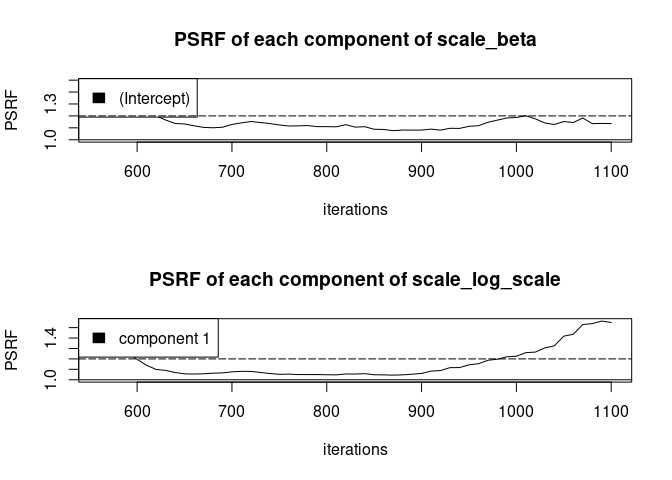 PSRF of each component of scale_beta
PSRF
1.0 1.3
(Intercept)
600 700 800 900 1000 1100
iterations
PSRF of each component of scale_log_scale
PSRF
1.0 1.4
component 1
600 700 800 900 1000 1100
iterations